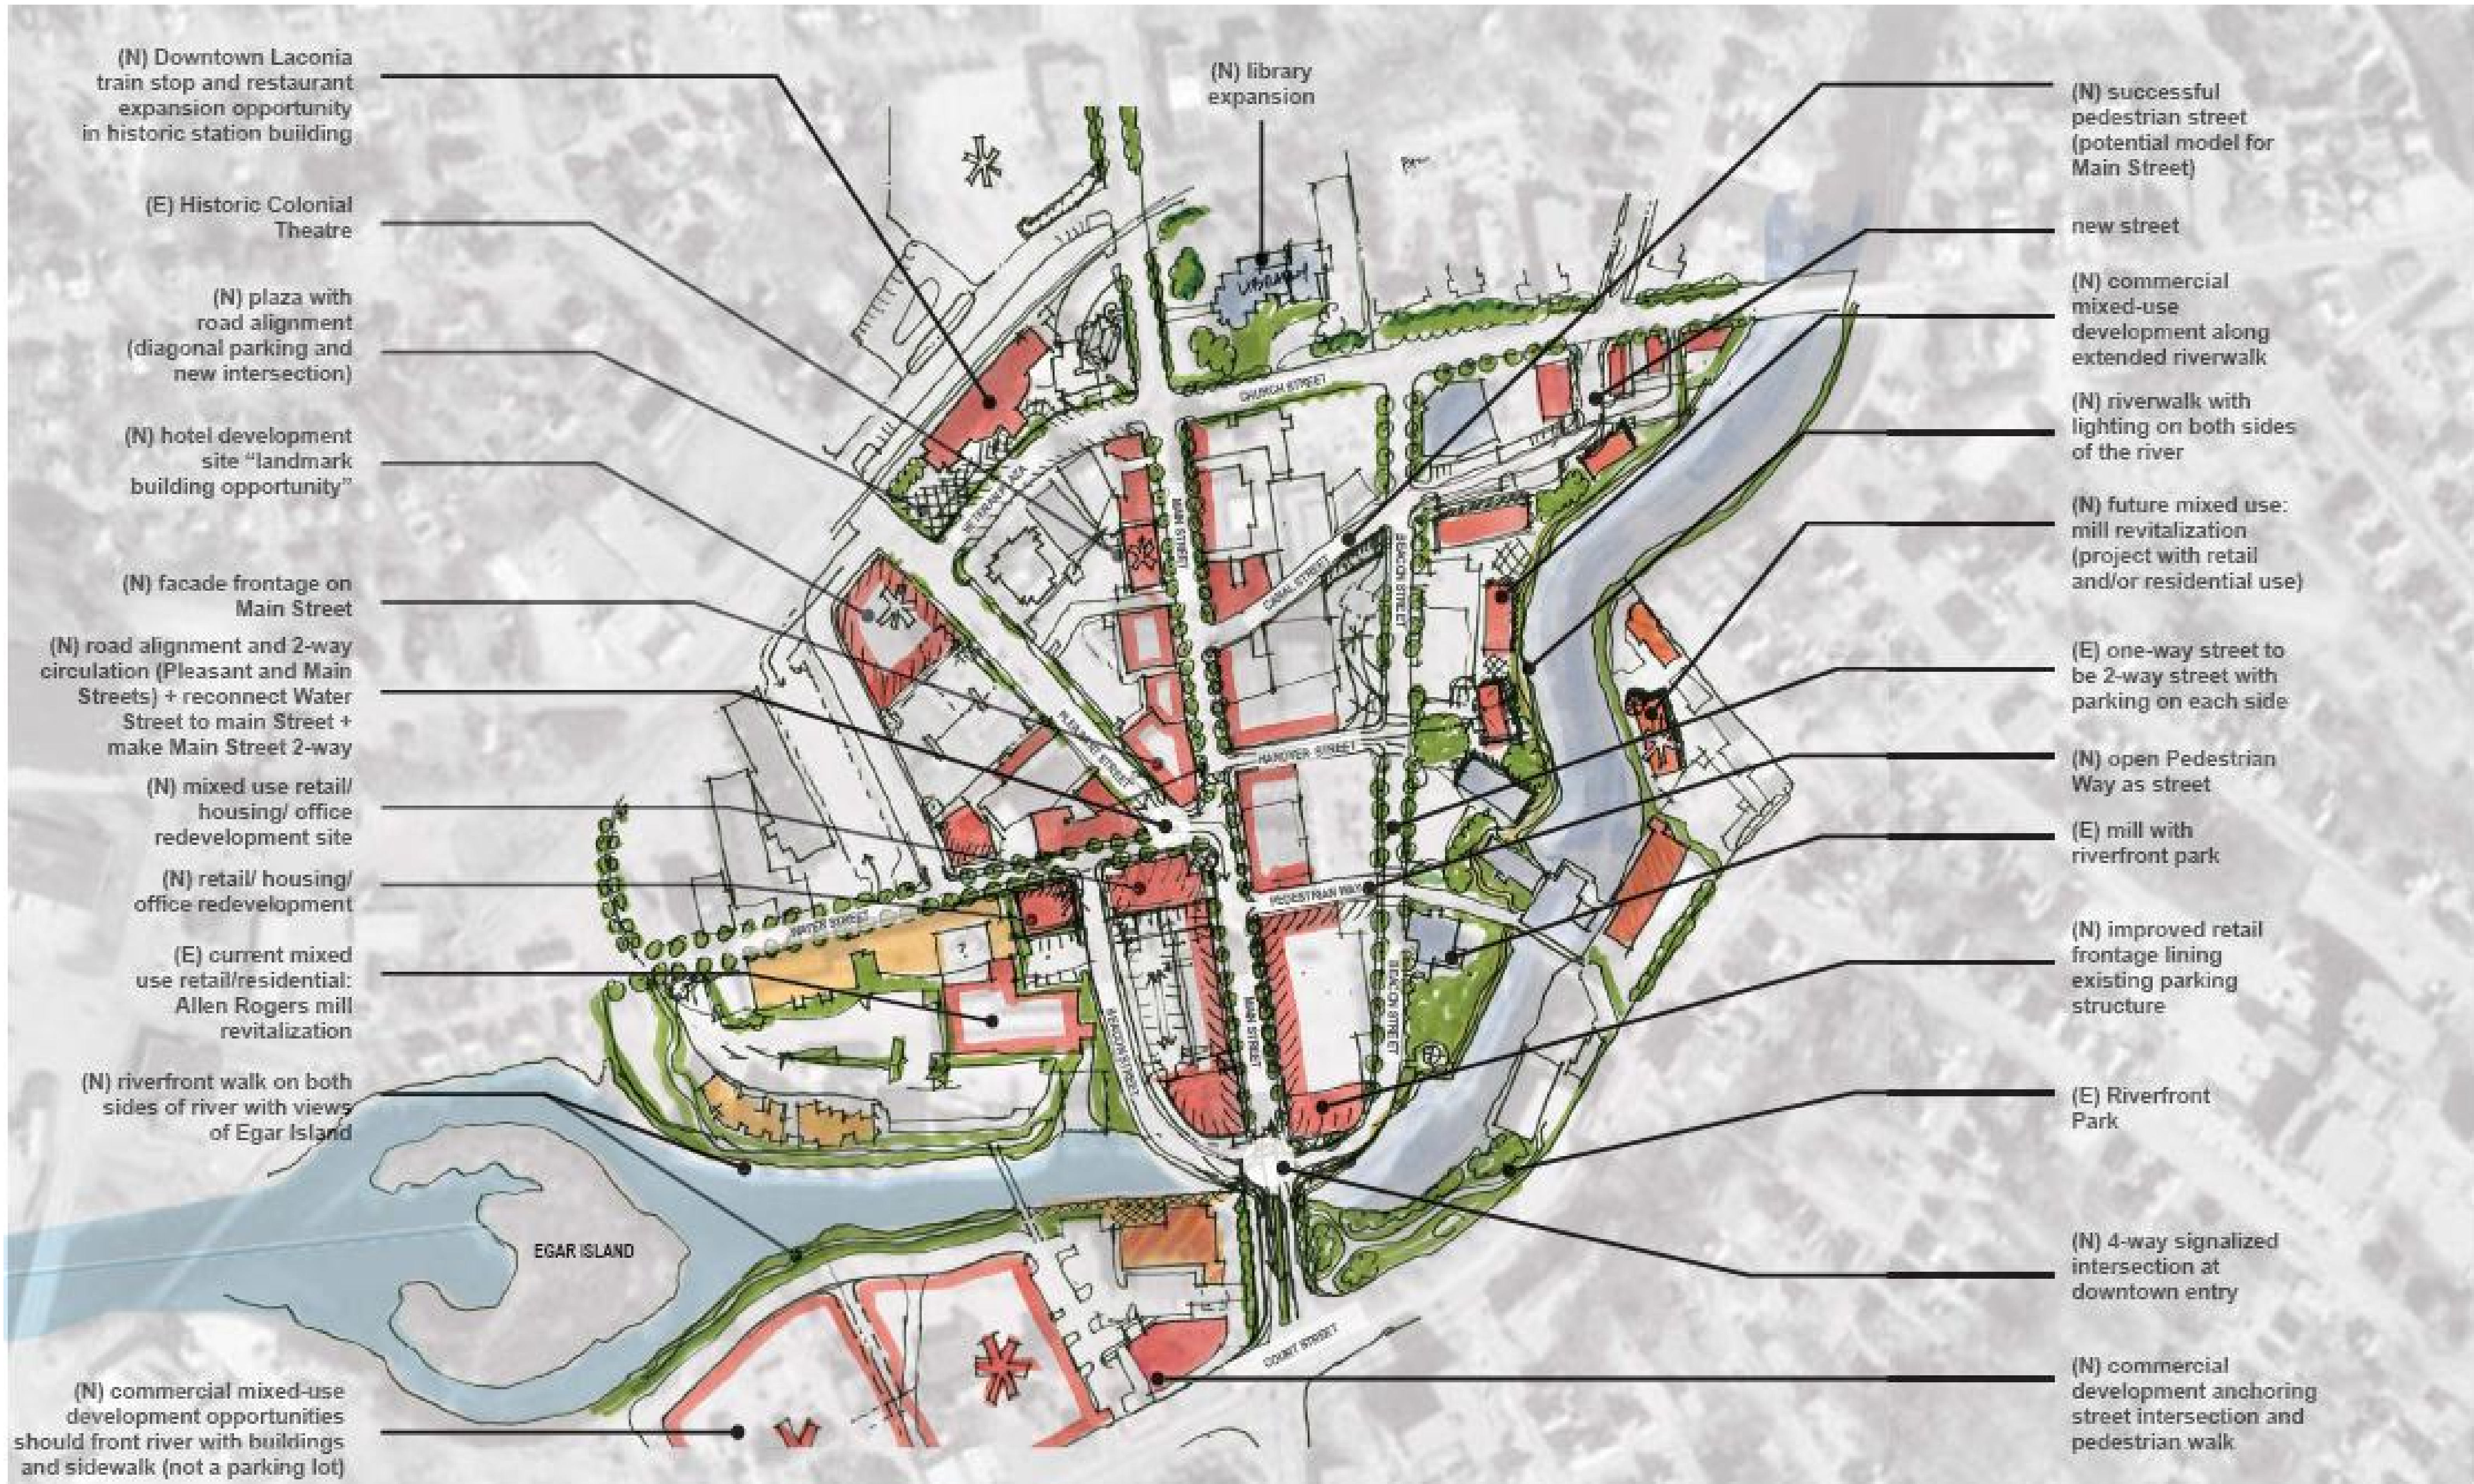 (N) Downtown Laconia
train stop and restaurant
expansion opportunity
in historic station building
(E) Historic Colonial
Theatre
(N) plaza with
road alignment
(diagonal parking and
new intersection)
(N) hotel development
site “landmark
building opportunity”
(N) facade frontage on
Main Street
(N) road alignment and 2-way
circulation (Pleasant and Main
Streets) + reconnect Water
Street to main Street +
make Main Street 2-way
(N) mixed use retail/
housing/ office
redevelopment site
(N) retail/ housing/
office redevelopment
(E) current mixed
use retail/residential:
Allen Rogers mill
revitalization
(N) riverfront walk on both
sides of river with views
of Egar Island
(N) commercial mixed-use
development opportunities
should front river with buildings
and sidewalk (not a parking lot)
(N) library
expansion
LIBRARY
CHURCH STREET
VETERANS PLAZA
MAIN STREET
CANAL STREET
BEACON STREET
PLEASANT STREET
HANOVER STREET
PEDESTRIAN WAY
WATER STREET
?
BEACON STREET
MAIN STREET
BEACON STREET
EGAR ISLAND
COURT STREET
(N) successful
pedestrian street
(potential model for
Main Street)
new street
(N) commercial
mixed-use
development along
extended riverwalk
(N) riverwalk with
lighting on both sides
of the river
(N) future mixed use:
mill revitalization
(project with retail
and/or residential use)
(E) one-way street to
be 2-way street with
parking on each side
(N) open Pedestrian
Way as street
(E) mill with
riverfront park
(N) improved retail
frontage lining
existing parking
structure
(E) Riverfront
Park
(N) 4-way signalized
intersection at
downtown entry
(N) commercial
development anchoring
street intersection and
pedestrian walk